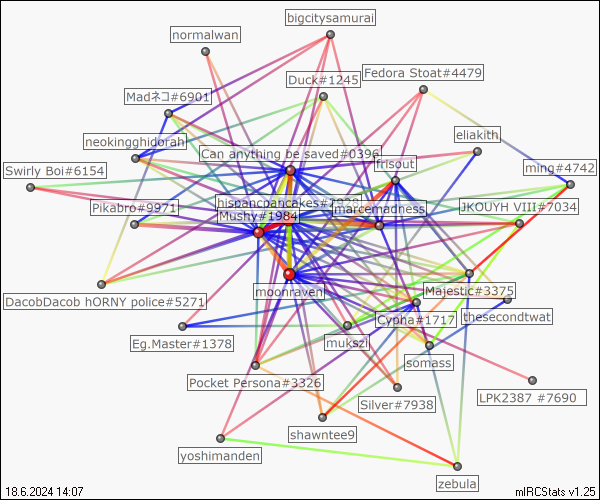 bigcitysamurai
normalwan
Duck#1245
Fedora Stoat#4479
Madネコ#6901
neokingghidorah
eliakith
Can anything be saved#0396
frisout
ming#4742
Swirly Boi#6154
Pikabro#9971
marcemadness
JKOUYH VIII#7034
Mushy#1984
moonraven
Majestic#3375
DacobDacob hORNY police#5271
Cypha#1717
thesecondtwat
Eg.Master#1378
mukszi
somass
Pocket Persona#3326
Silver#7938
LPK2387 #7690
shawntee9
yoshimanden
zebula
18.6.2024 14:07
mIRCStats v1.25